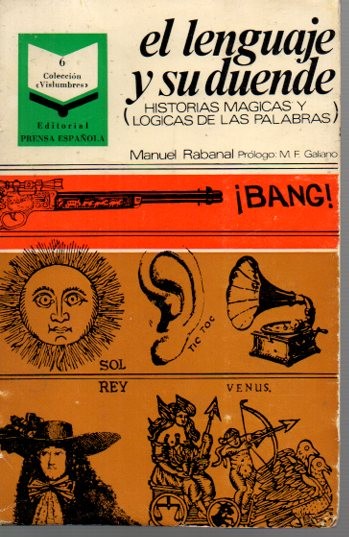 6
Colección
«Vislumbres»
Editorial
PRENSA ESPAÑOLA
el lenguaje
y su duende
(HISTORIAS MAGICAS Y
LOGICAS DE LAS PALABRAS)
Manuel Rabanal Prólogo: M. F. Galiano
¡BANG!
TIC TOC
SOL
REY
VENUS.